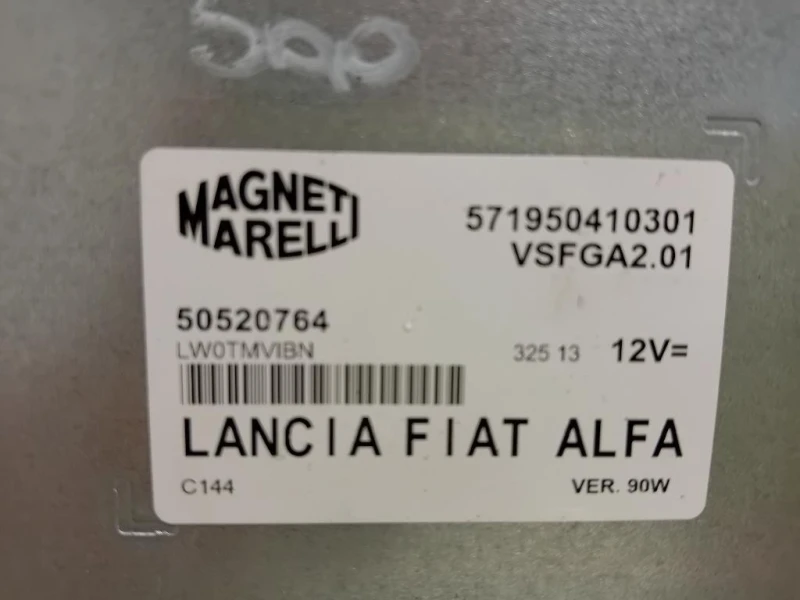 500
MAGNETI
MARELLI
571950410301
VSFGA2.01
50520764
LW0TMVIBN
325 13 12V=
LANCIA FIAT ALFA
C144 VER. 90W